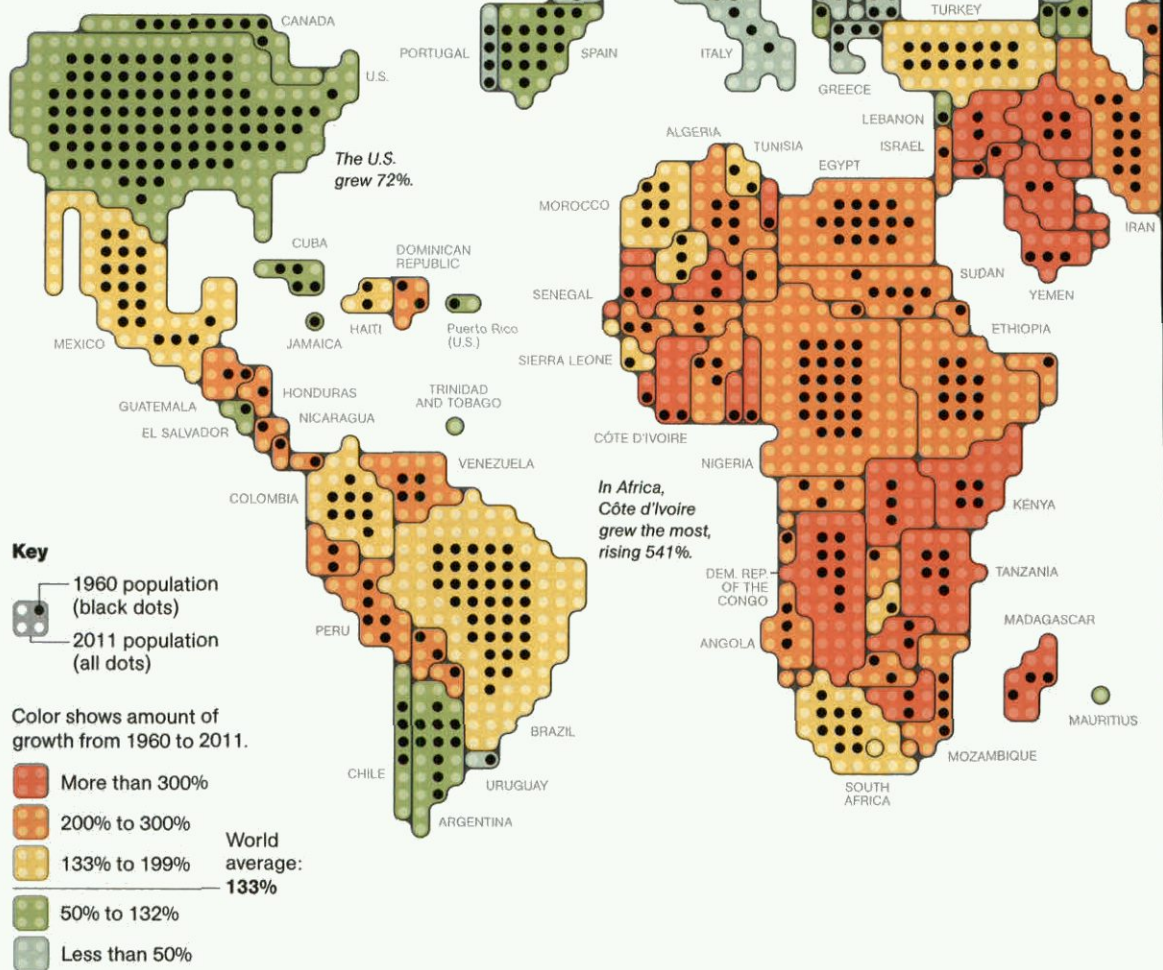 CANADA
U.S.
The U.S.
grew 72%.
PORTUGAL
SPAIN
ITALY
GREECE
TURKEY
LEBANON
ISRAEL
IRAN
YEMEN
ALGERIA
TUNISIA
EGYPT
MOROCCO
SENEGAL
SIERRA LEONE
CÔTE D'IVOIRE
NIGERIA
SUDAN
ETHIOPIA
KENYA
CUBA
DOMINICAN
REPUBLIC
HAITI
JAMAICA
Puerto Rico
(U.S.)
MEXICO
GUATEMALA
HONDURAS
EL SALVADOR
NICARAGUA
TRINIDAD
AND TOBAGO
VENEZUELA
COLOMBIA
In Africa,
Côte d'Ivoire
grew the most,
rising 541%.
DEM. REP.
OF THE
CONGO
TANZANIA
MADAGASCAR
ANGOLA
MAURITIUS
MOZAMBIQUE
SOUTH
AFRICA
PERU
BRAZIL
CHILE
URUGUAY
ARGENTINA
Key
1960 population
(black dots)
2011 population
(all dots)
Color shows amount of
growth from 1960 to 2011.
More than 300%
200% to 300%
133% to 199%
World
average:
133%
50% to 132%
Less than 50%